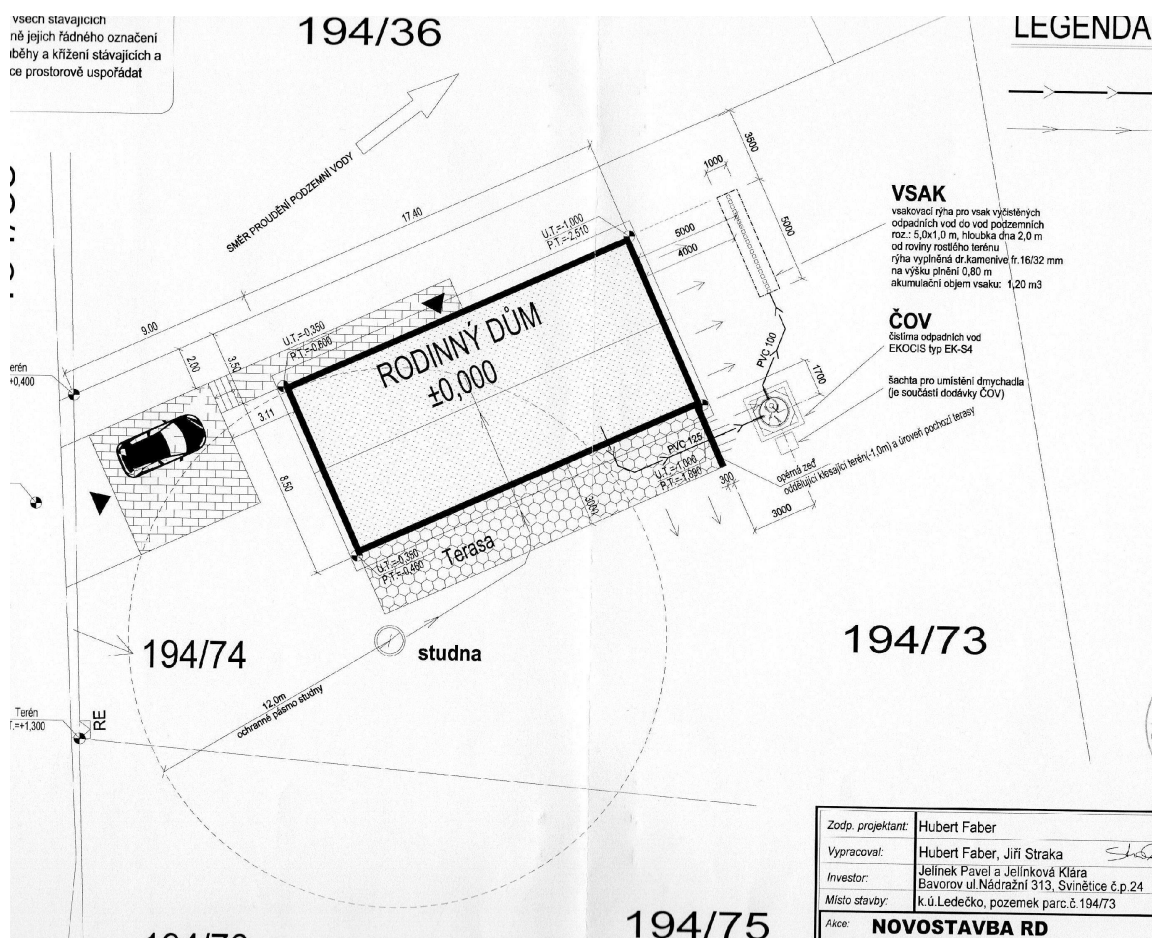 všech stávajících
ně jejich řádného označení
ůběhy a křížení stávajících a
ce prostorově uspořádat
194/36
LEGENDA
SMĚR PROUDĚNÍ PODZEMNÍ VODY
17.40
9.00
2.00
3.50
3.11
8.50
U.T.=-1,000
P.T.=-2,510
1000
3500
5000
5000
4000
VSAK
vsakovací rýha pro vsak vyčištěných
odpadních vod do vod podzemních
roz.: 5,0x1,0 m, hloubka dna 2,0 m
od roviny rostlého terénu
rýha vyplněná dr.kamenive fr.16/32 mm
na výšku plnění 0,80 m
akumulační objem vsaku: 1,20 m3
ČOV
čistírna odpadních vod
EKOCIS typ EK-S4
šachta pro umístění dmychadla
(je součástí dodávky ČOV)
U.T.=-0,350
P.T.=-0,600
RODINNÝ DŮM
±0,000
PVC 100
1700
PVC 125
U.T.=-1,000
P.T.=-1,690
300
3000
opěrná zeď
oddělující klesající terén(-1,0m) a úroveň pochozí terasy
3000
erén
+0,400
U.T.=-0,350
P.T.=-0,460
Terasa
194/74
studna
194/73
12,0m
ochranné pásmo studny
Terén
.=+1,300
RE
Zodp. projektant: Hubert Faber
Vypracoval: Hubert Faber, Jiří Straka
Investor: Jelínek Pavel a Jelínková Klára
Bavorov ul.Nádražní 313, Svinětice č.p.24
Místo stavby: k.ú.Ledečko, pozemek parc.č.194/73
Akce: NOVOSTAVBA RD
194/75